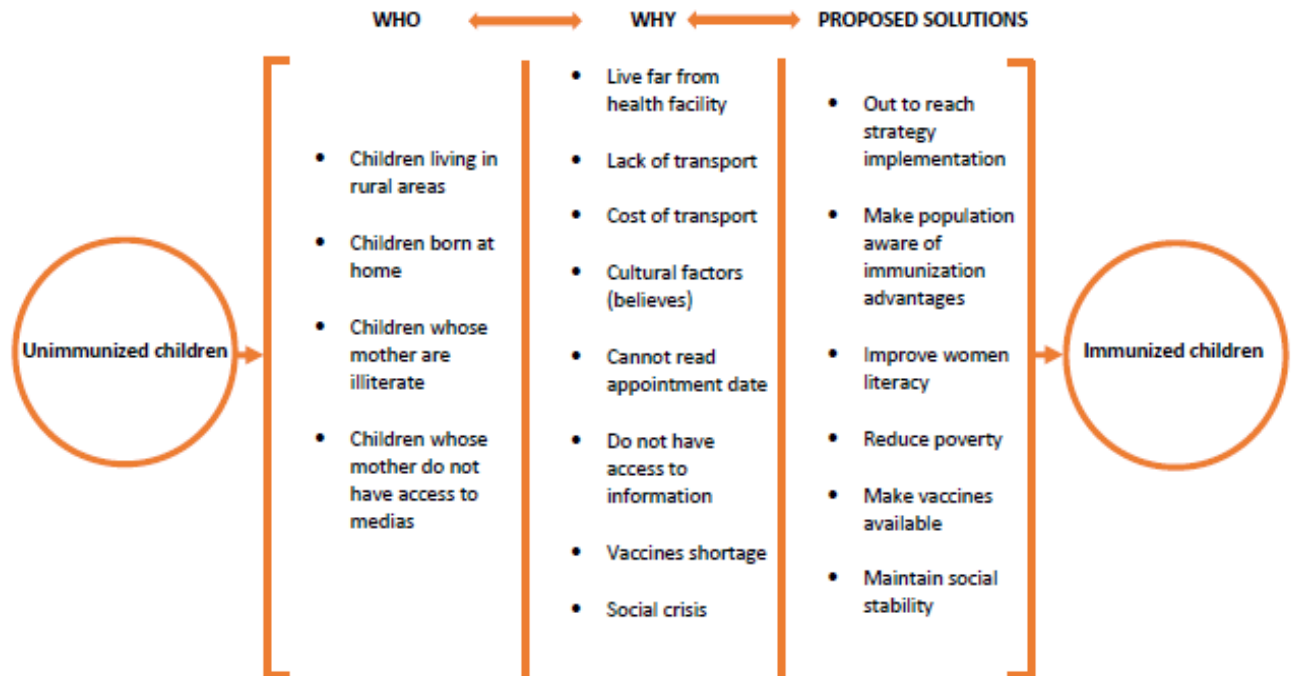 WHO
WHY
PROPOSED SOLUTIONS
Unimmunized children
• Children living in
rural areas
• Children born at
home
• Children whose
mother are
illiterate
• Children whose
mother do not
have access to
medias
• Live far from
health facility
• Lack of transport
• Cost of transport
• Cultural factors
(believes)
• Cannot read
appointment date
• Do not have
access to
information
• Vaccines shortage
• Social crisis
• Out to reach
strategy
implementation
• Make population
aware of
immunization
advantages
• Improve women
literacy
• Reduce poverty
• Make vaccines
available
• Maintain social
stability
Immunized children